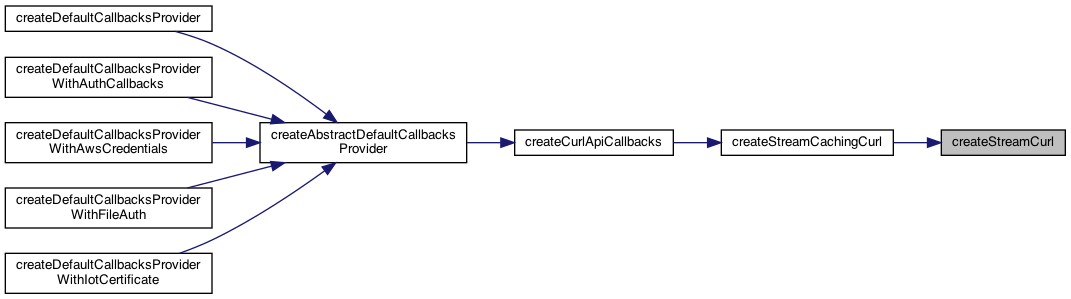 createDefaultCallbacksProvider
createDefaultCallbacksProvider
WithAuthCallbacks
createDefaultCallbacksProvider
WithAwsCredentials
createDefaultCallbacksProvider
WithFileAuth
createDefaultCallbacksProvider
WithIotCertificate
createAbstractDefaultCallbacks
Provider
createCurlApiCallbacks
createStreamCachingCurl
createStreamCurl